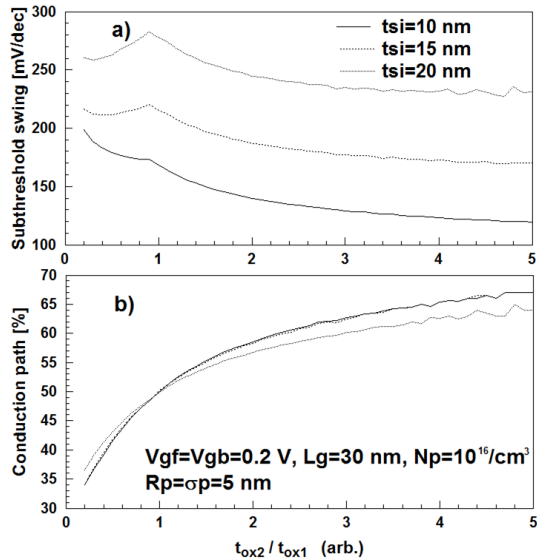 Subthreshold swing [mV/dec]
300
250
200
150
100
a)
tsi=10 nm
tsi=15 nm
tsi=20 nm
0
1
2
3
4
5
Conduction path [%]
70
65
60
55
50
45
40
35
30
b)
Vgf=Vgb=0.2 V, Lg=30 nm, Np=10¹⁶/cm³
Rp=σp=5 nm
0
1
2
3
4
5
tox2 / tox1 (arb.)